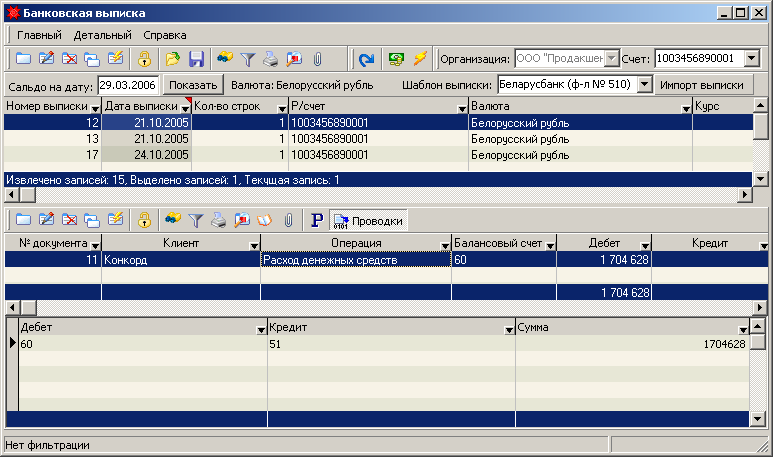 Банковская выписка
Главный Детальный Справка
Организация: ООО "Продакшен Счет: 1003456890001
Сальдо на дату: 29.03.2006 Показать Валюта: Белорусский рубль Шаблон выписки: Беларусбанк (ф-л № 510) Импорт выписки
Номер выписки Дата выписки Кол-во строк Р/счет Валюта Курс
12 21.10.2005 1 1003456890001 Белорусский рубль
13 21.10.2005 1 1003456890001 Белорусский рубль
17 24.10.2005 1 1003456890001 Белорусский рубль
Извлечено записей: 15, Выделено записей: 1, Текущая запись: 1
P 0101 Проводки
№ документа Клиент Операция Балансовый счет Дебет Кредит
11 Конкорд Расход денежных средств 60 1 704 628
1 704 628
Дебет Кредит Сумма
60 51 1704628
Нет фильтрации